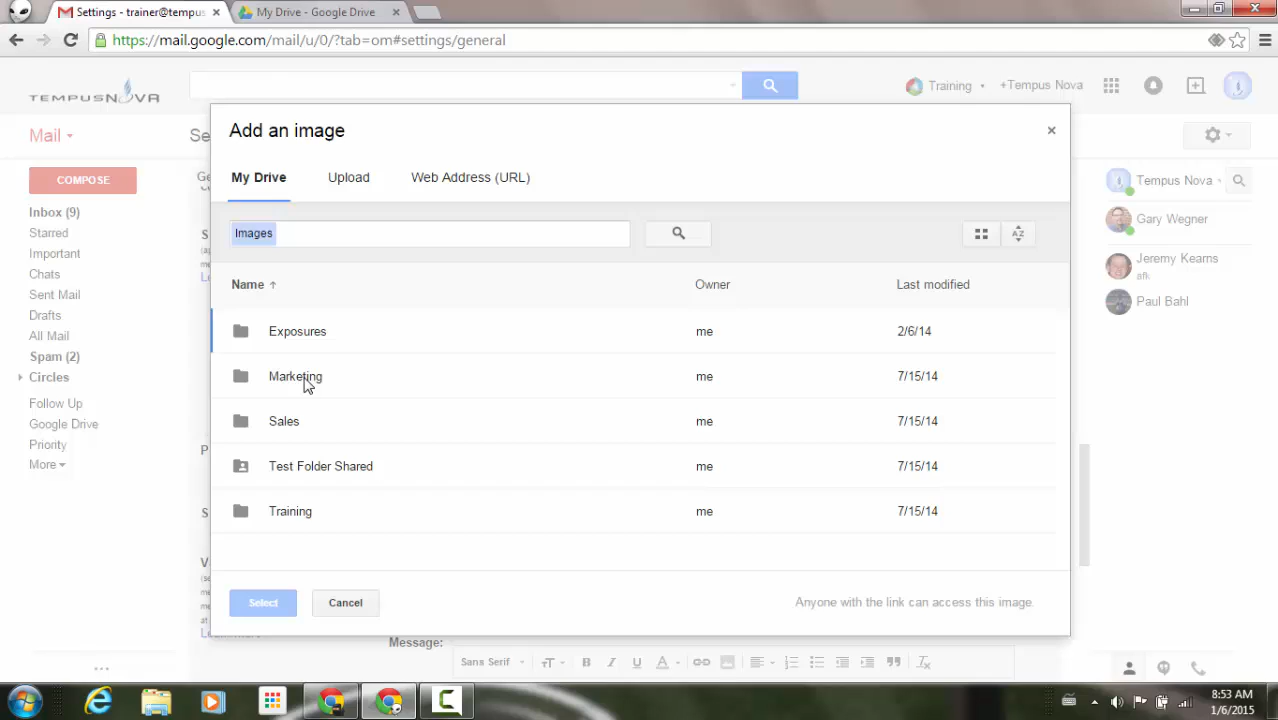 Settings - trainer@tempus
My Drive - Google Drive
https://mail.google.com/mail/u/0/?tab=om#settings/general
TEMPUSNOVA
Training
+Tempus Nova
Mail
Se
Add an image
COMPOSE
My Drive
Upload
Web Address (URL)
Tempus Nova
Inbox (9)
Starred
Important
Chats
Sent Mail
Drafts
All Mail
Spam (2)
Circles
Follow Up
Google Drive
Priority
More
Images
AZ
Gary Wegner
Jeremy Kearns
afk
Paul Bahl
Name
Owner
Last modified
Exposures
me
2/6/14
Marketing
me
7/15/14
Sales
me
7/15/14
Test Folder Shared
me
7/15/14
Training
me
7/15/14
Select
Cancel
Anyone with the link can access this image.
Message:
Sans Serif
B
I
U
A
8:53 AM
1/6/2015